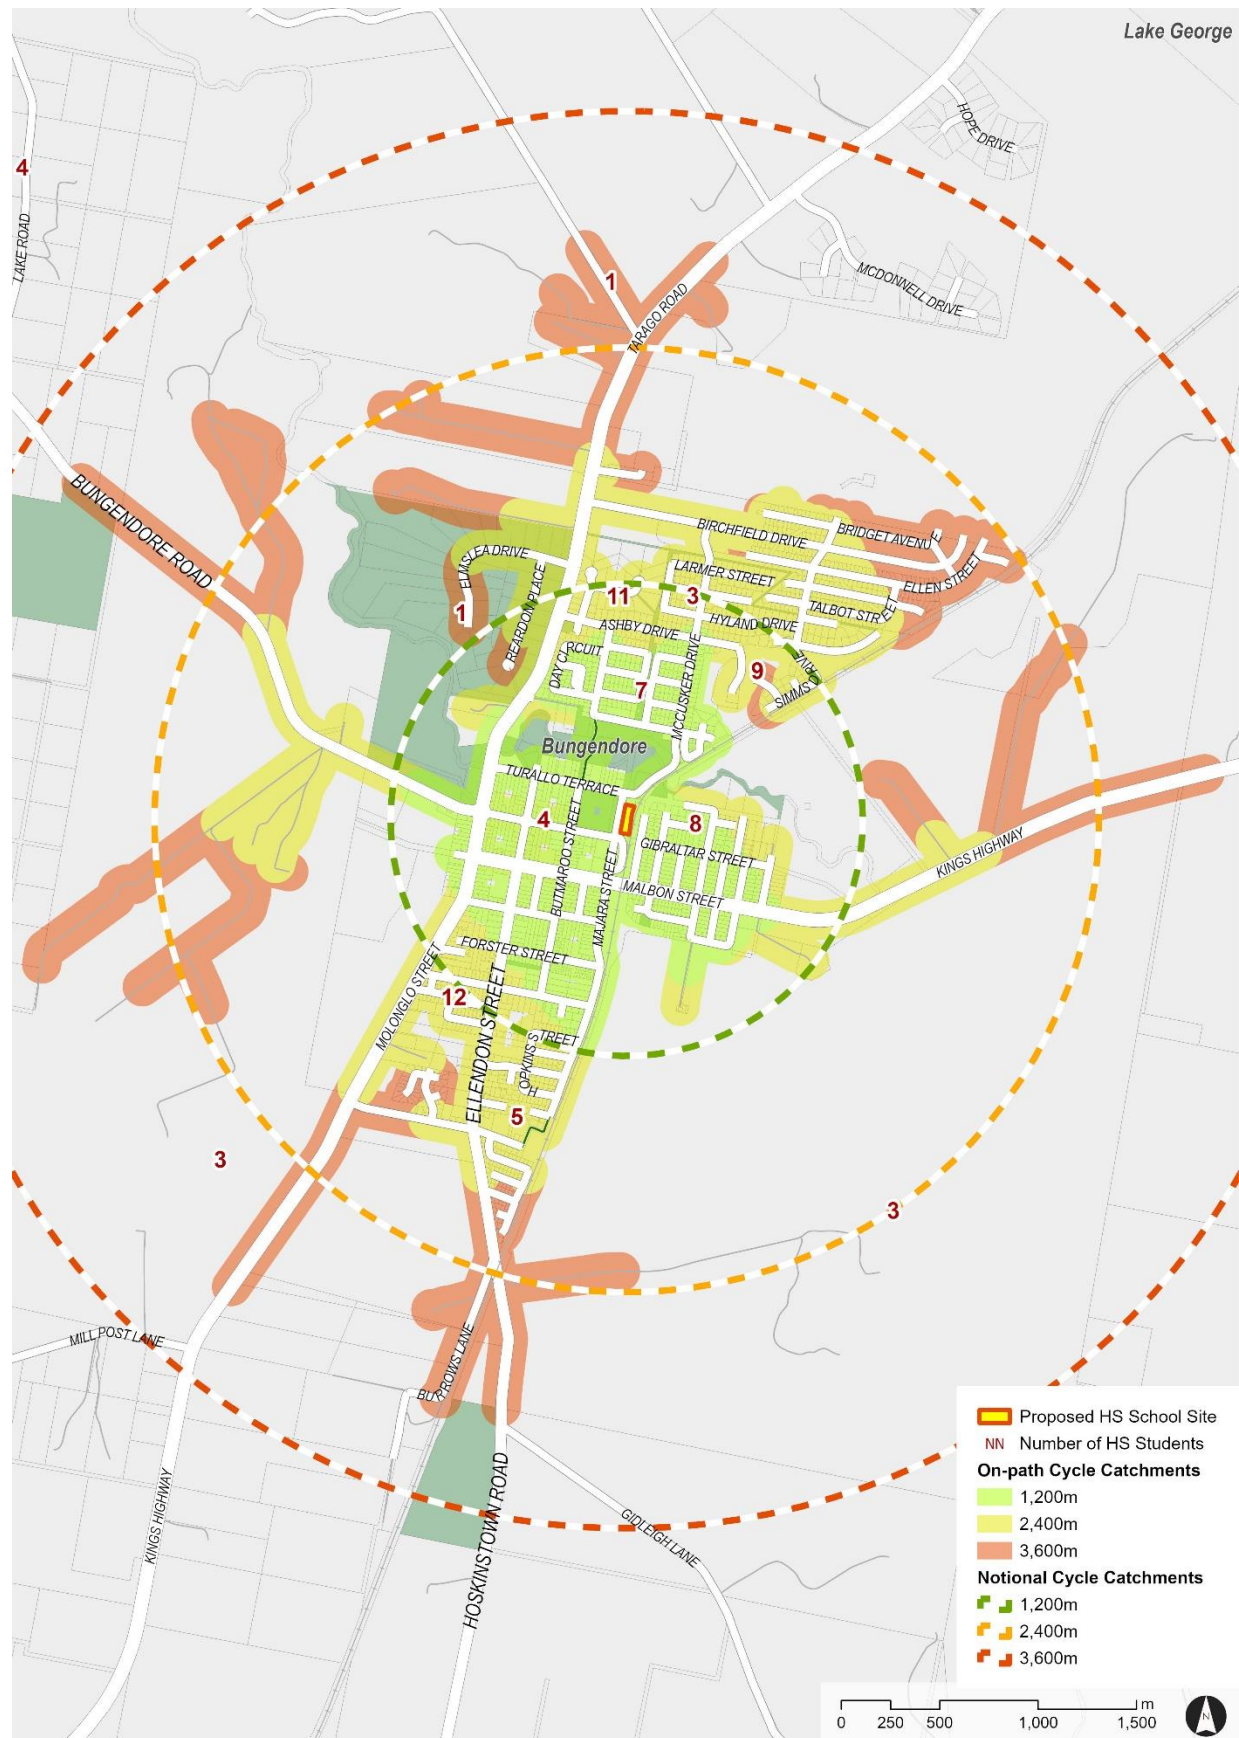 Lake George
HOPE DRIVE
4
LAKE ROAD
MCDONNELL DRIVE
1
TARAGO ROAD
BUNGENDORE ROAD
BIRCHFIELD DRIVE
BRIDGET AVENUE
ELMSLEA DRIVE
LARMER STREET
ELLEN STREET
REARDON PLACE
1
11
3
TALBOT STREET
HYLAND DRIVE
ASHBY DRIVE
DAY CIRCUIT
MCCUSKER DRIVE
9
SIMMS DRIVE
7
Bungendore
TURALLO TERRACE
4
8
BUTMAROO STREET
GIBRALTAR STREET
KINGS HIGHWAY
MALBON STREET
MAJARA STREET
FORSTER STREET
MOLONGLO STREET
12
ELLENDON STREET
HOPKINS STREET
5
3
3
MILL POST LANE
BURROWS LANE
KINGS HIGHWAY
HOSKINSTOWN ROAD
GIDLEIGH LANE
Proposed HS School Site
NN Number of HS Students
On-path Cycle Catchments
1,200m
2,400m
3,600m
Notional Cycle Catchments
1,200m
2,400m
3,600m
m
0 250 500 1,000 1,500
N